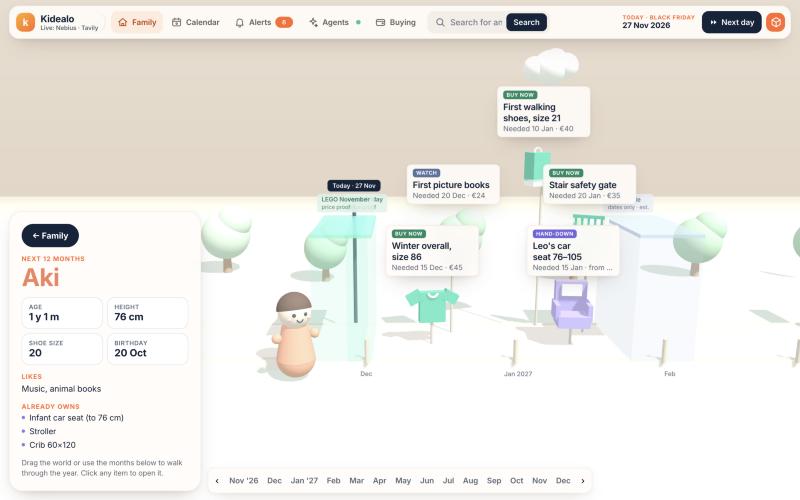 k
Kidealo
Live: Nebius · Tavily
Family
Calendar
Alerts 6
Agents
Buying
Search for an
Search
TODAY · BLACK FRIDAY
27 Nov 2026
Next day
BUY NOW
First walking
shoes, size 21
Needed 10 Jan · €40
WATCH
First picture books
Needed 20 Dec · €24
BUY NOW
Stair safety gate
Needed 20 Jan · €35
Today · 27 Nov
LEGO November
price proof
dates only · est.
BUY NOW
Winter overall,
size 86
Needed 15 Dec · €45
HAND-DOWN
Leo's car
seat 76–105
Needed 15 Jan · from ...
← Family
NEXT 12 MONTHS
Aki
AGE
1 y 1 m
HEIGHT
76 cm
SHOE SIZE
20
BIRTHDAY
20 Oct
LIKES
Music, animal books
ALREADY OWNS
Infant car seat (to 76 cm)
Stroller
Crib 60×120
Drag the world or use the months below to walk
through the year. Click any item to open it.
Dec
Jan 2027
Feb
‹ Nov '26 Dec Jan '27 Feb Mar Apr May Jun Jul Aug Sep Oct Nov Dec ›